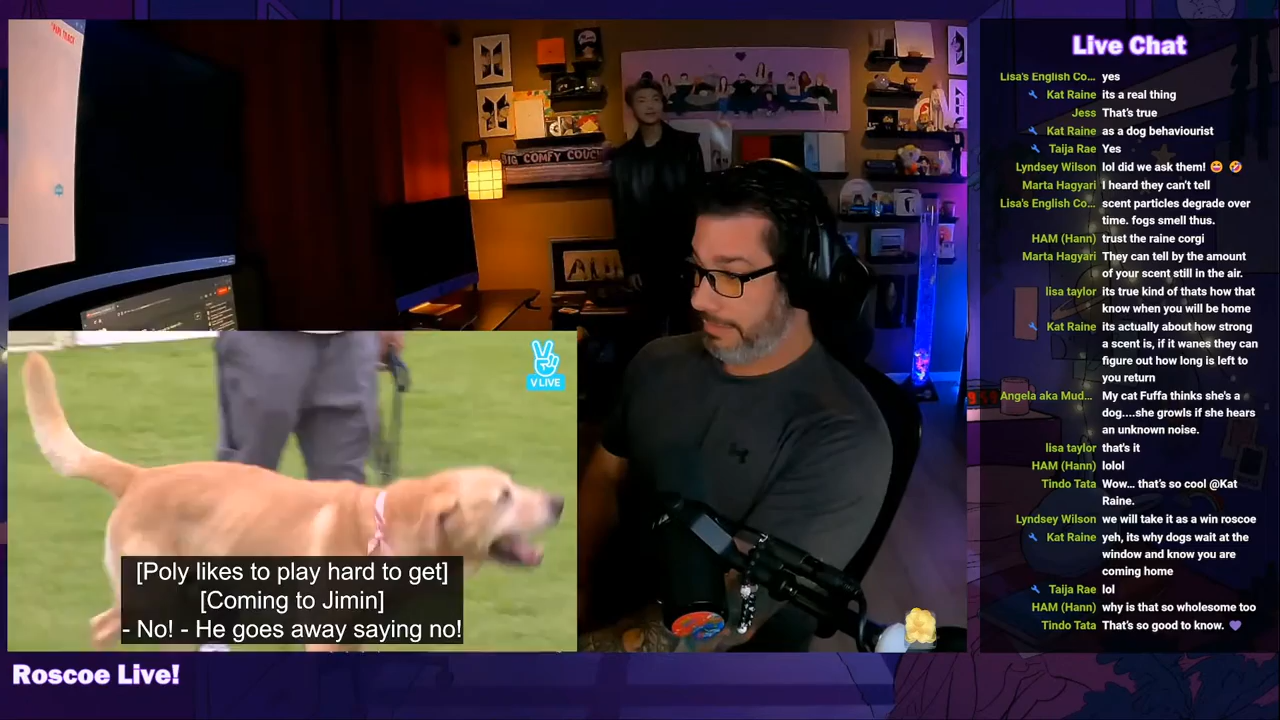 Live Chat
Lisa's English Co... yes
Kat Raine its a real thing
Jess That's true
Kat Raine as a dog behaviourist
Taija Rae Yes
Lyndsey Wilson lol did we ask them! 🤩 🤣
Marta Hagyari I heard they can't tell
Lisa's English Co... scent particles degrade over
time. fogs smell thus.
HAM (Hann) trust the raine corgi
Marta Hagyari They can tell by the amount
of your scent still in the air.
lisa taylor its true kind of thats how that
know when you will be home
Kat Raine its actually about how strong
a scent is, if it wanes they can
figure out how long is left to
you return
Angela aka Mud... My cat Fuffa thinks she's a
dog....she growls if she hears
an unknown noise.
lisa taylor that's it
HAM (Hann) lolol
Tindo Tata Wow... that's so cool @Kat
Raine.
Lyndsey Wilson we will take it as a win roscoe
Kat Raine yeh, its why dogs wait at the
window and know you are
coming home
Taija Rae lol
HAM (Hann) why is that so wholesome too
Tindo Tata That's so good to know. 💜
BIG COMFY COUCH
V LIVE
[Poly likes to play hard to get]
[Coming to Jimin]
- No! - He goes away saying no!
Roscoe Live!